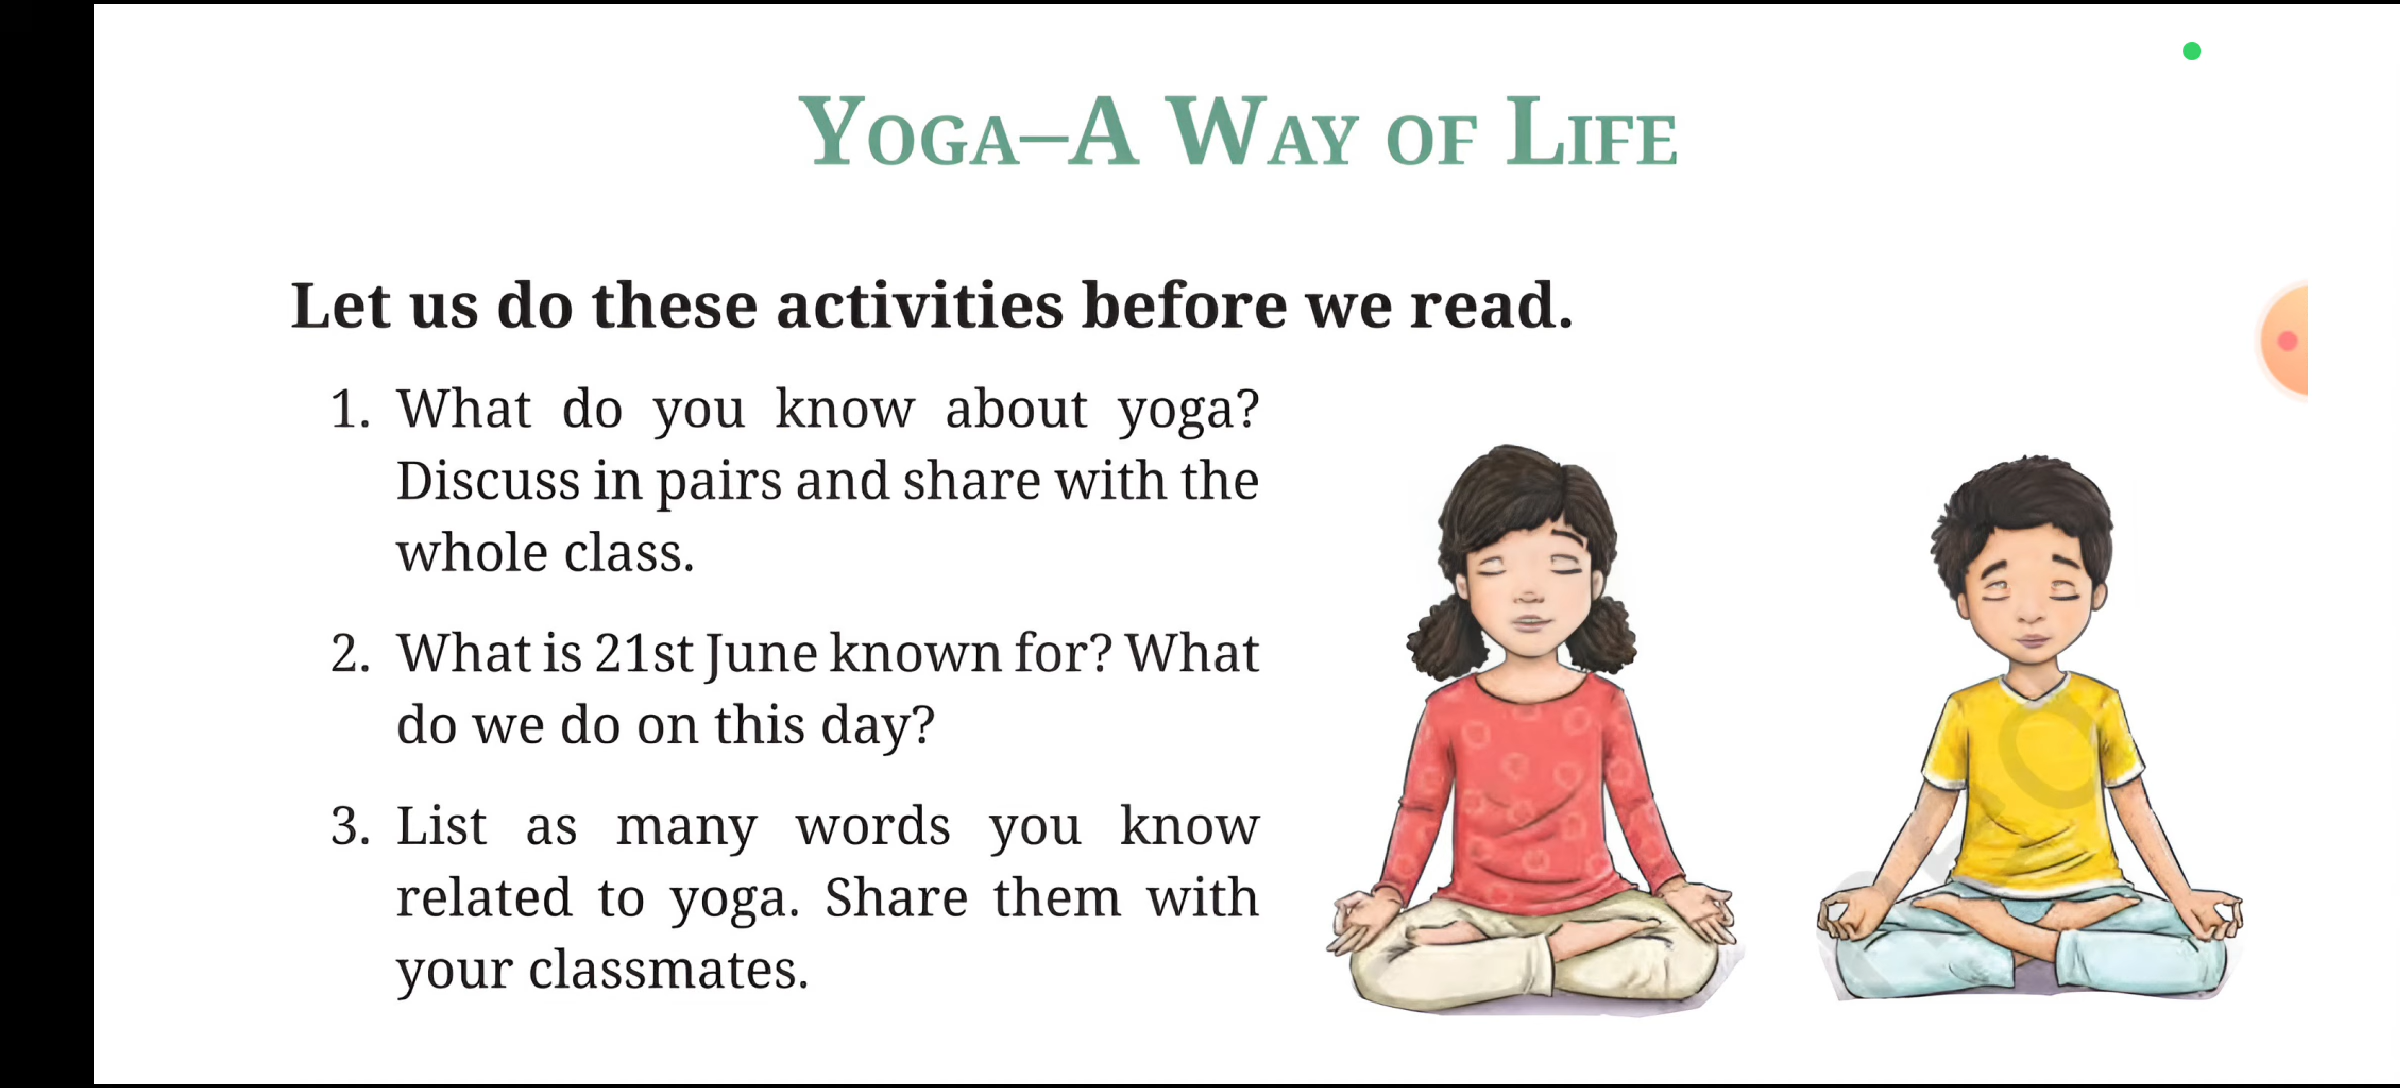 YOGA—A WAY OF LIFE
Let us do these activities before we read.
1. What do you know about yoga?
Discuss in pairs and share with the
whole class.
2. What is 21st June known for? What
do we do on this day?
3. List as many words you know
related to yoga. Share them with
your classmates.